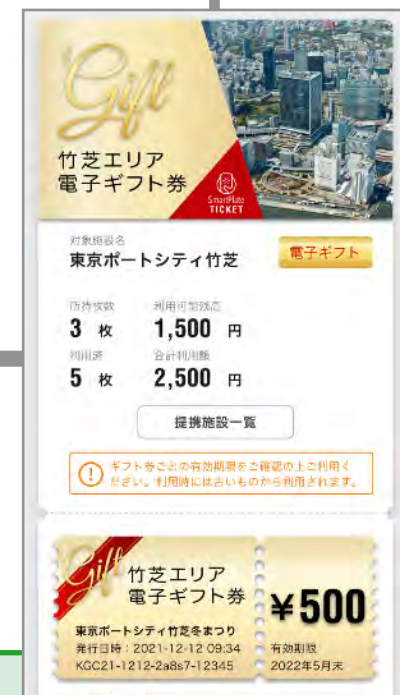 Gift
竹芝エリア
電子ギフト券
SmartPlate
TICKET
対象施設名
東京ポートシティ竹芝
電子ギフト
所持枚数 利用可能残高
3 枚 1,500 円
利用済 合計利用額
5 枚 2,500 円
提携施設一覧
ギフト券ごとの有効期限をご確認の上ご利用く
ださい。利用時には古いものから利用されます。
Gift
竹芝エリア
電子ギフト券
¥500
東京ポートシティ竹芝冬まつり
発行日時:2021-12-12 09:34
KGC21-1212-2a8s7-12345
有効期限
2022年5月末